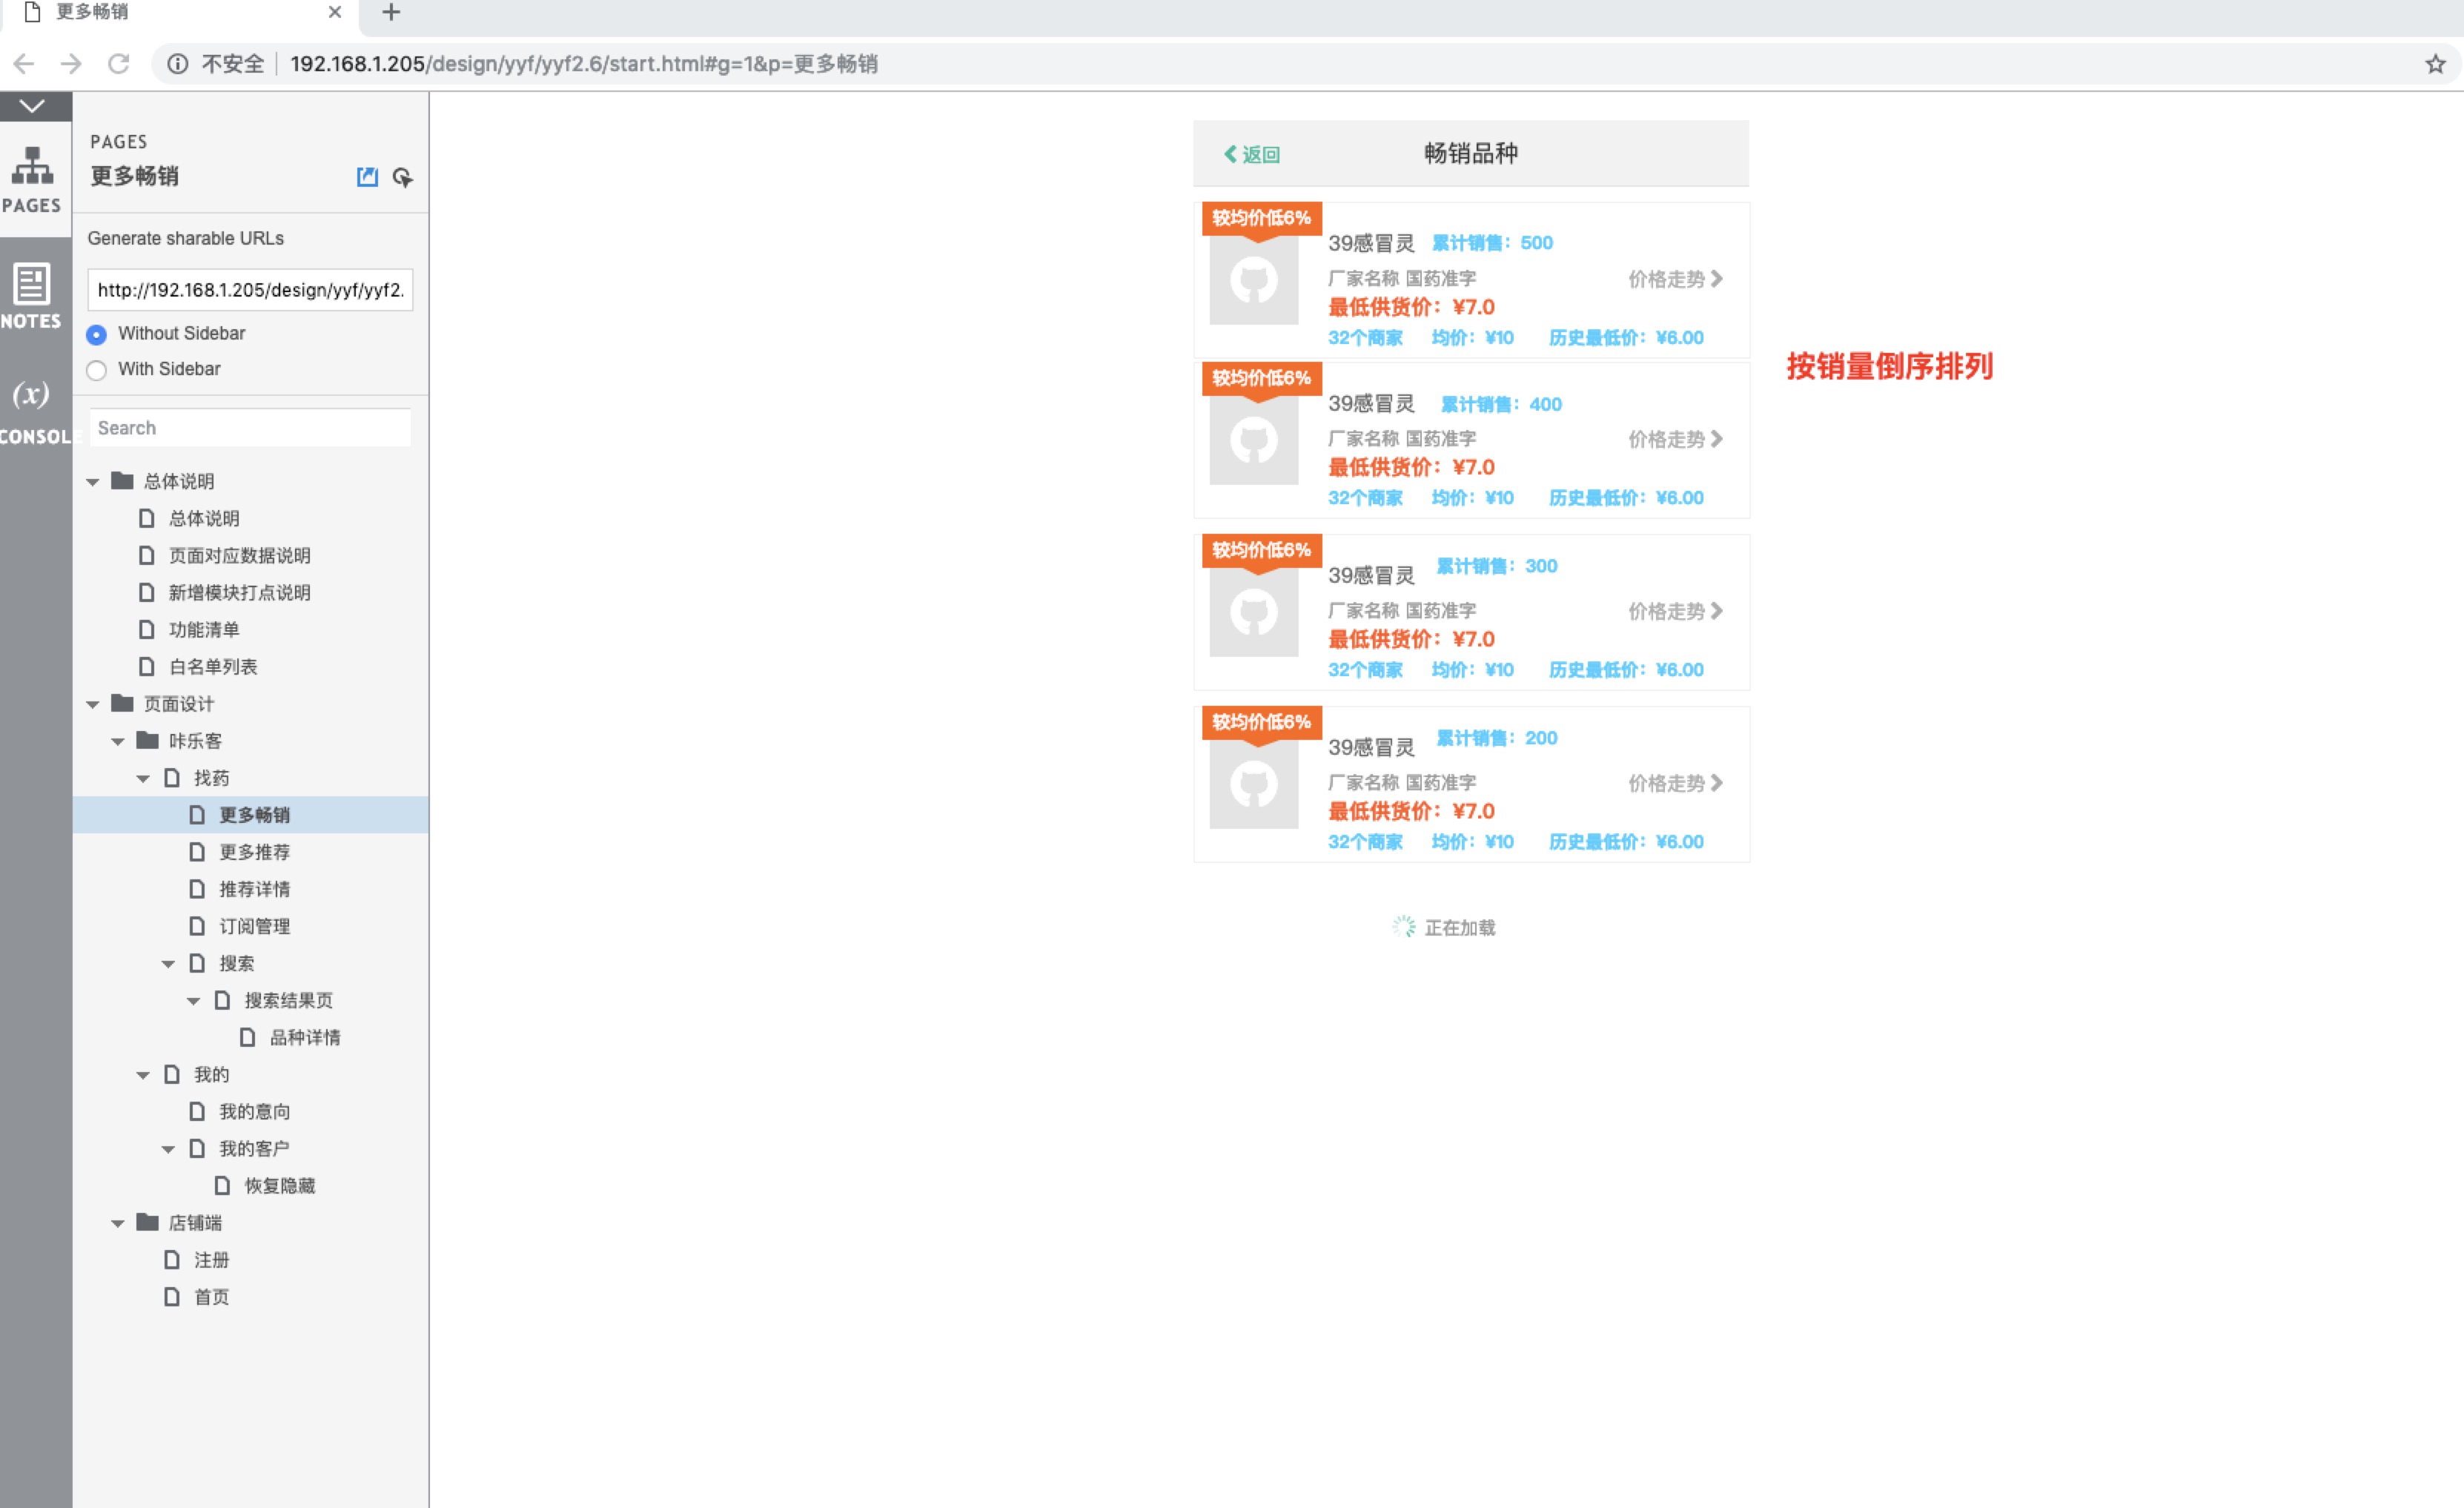 更多畅销
不安全 192.168.1.205/design/yyf/yyf2.6/start.html#g=1&p=更多畅销
PAGES
NOTES
(x)
CONSOL
PAGES
更多畅销
Generate sharable URLs
http://192.168.1.205/design/yyf/yyf2.
Without Sidebar
With Sidebar
Search
总体说明
总体说明
页面对应数据说明
新增模块打点说明
功能清单
白名单列表
页面设计
咔乐客
找药
更多畅销
更多推荐
推荐详情
订阅管理
搜索
搜索结果页
品种详情
我的
我的意向
我的客户
恢复隐藏
店铺端
注册
首页
返回 畅销品种
较均价低6%
39感冒灵 累计销售：500
厂家名称 国药准字 价格走势
最低供货价：¥7.0
32个商家 均价：¥10 历史最低价：¥6.00
较均价低6%
39感冒灵 累计销售：400
厂家名称 国药准字 价格走势
最低供货价：¥7.0
32个商家 均价：¥10 历史最低价：¥6.00
较均价低6%
39感冒灵 累计销售：300
厂家名称 国药准字 价格走势
最低供货价：¥7.0
32个商家 均价：¥10 历史最低价：¥6.00
较均价低6%
39感冒灵 累计销售：200
厂家名称 国药准字 价格走势
最低供货价：¥7.0
32个商家 均价：¥10 历史最低价：¥6.00
正在加载
按销量倒序排列